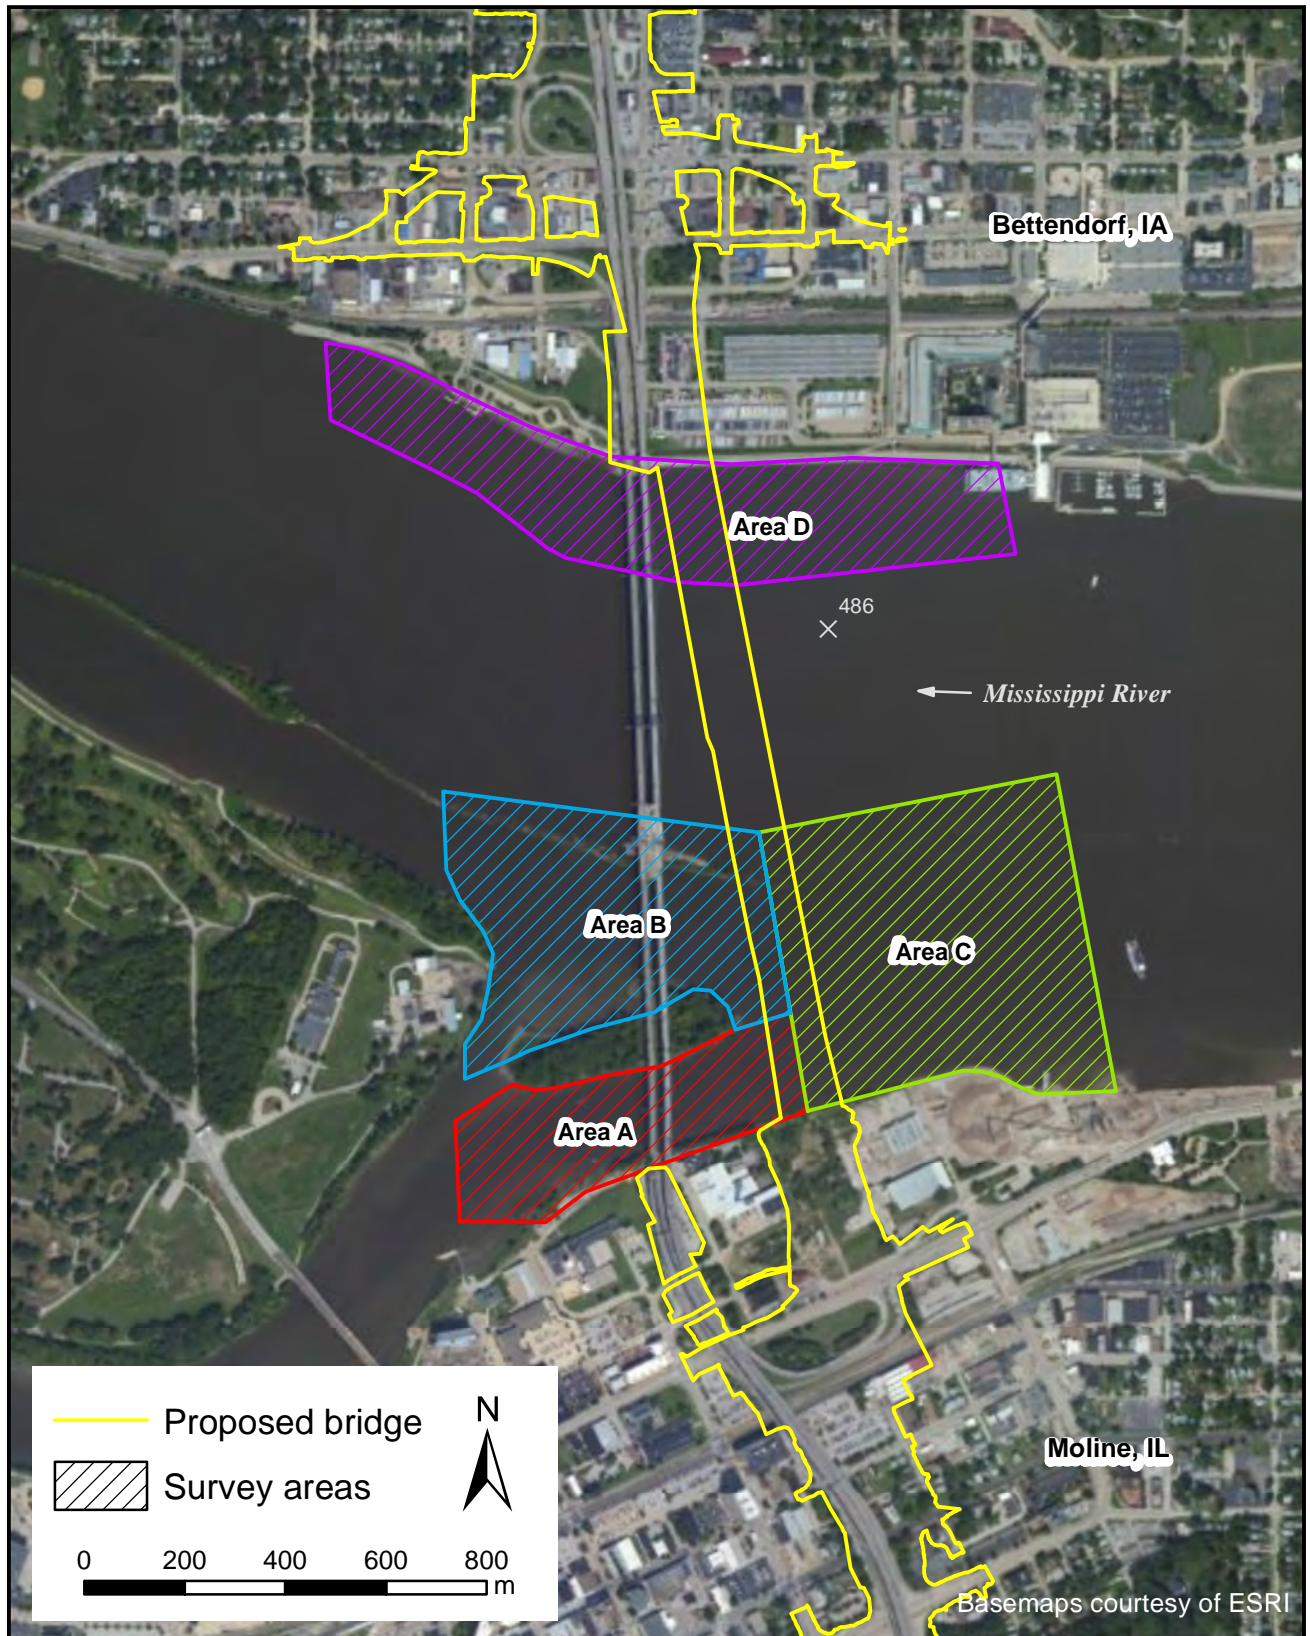 Bettendorf, IA
Area D
486
Mississippi River
Area B
Area C
Area A
Proposed bridge
Survey areas
N
0 200 400 600 800
m
Moline, IL
Basemaps courtesy of ESRI